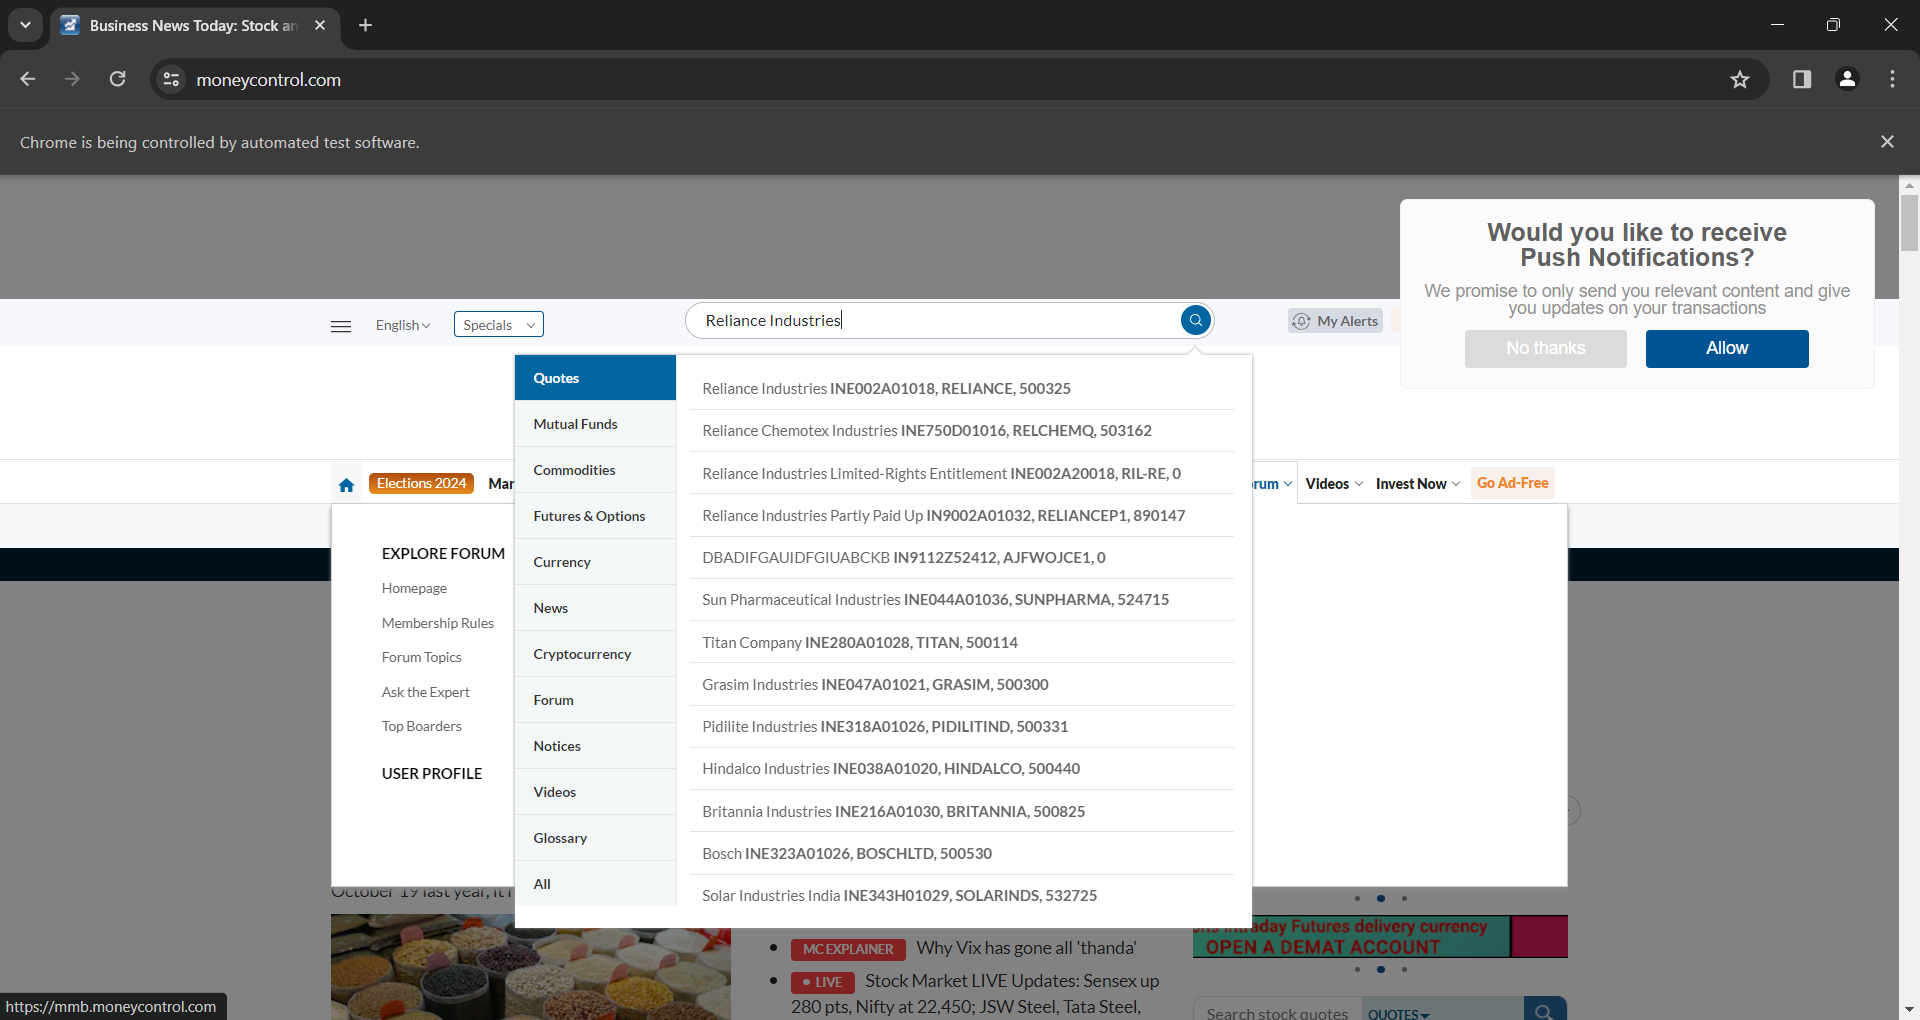 Business News Today: Stock an
moneycontrol.com
Chrome is being controlled by automated test software.
Would you like to receive
Push Notifications?
We promise to only send you relevant content and give
you updates on your transactions
No thanks
Allow
English
Specials
Reliance Industries
My Alerts
Quotes
Mutual Funds
Commodities
Futures & Options
Currency
News
Cryptocurrency
Forum
Notices
Videos
Glossary
All
Reliance Industries INE002A01018, RELIANCE, 500325
Reliance Chemotex Industries INE750D01016, RELCHEMQ, 503162
Reliance Industries Limited-Rights Entitlement INE002A20018, RIL-RE, 0
Reliance Industries Partly Paid Up IN9002A01032, RELIANCEP1, 890147
DBADIFGAUIDFGIUABCKB IN9112Z52412, AJFWOJCE1, 0
Sun Pharmaceutical Industries INE044A01036, SUNPHARMA, 524715
Titan Company INE280A01028, TITAN, 500114
Grasim Industries INE047A01021, GRASIM, 500300
Pidilite Industries INE318A01026, PIDILITIND, 500331
Hindalco Industries INE038A01020, HINDALCO, 500440
Britannia Industries INE216A01030, BRITANNIA, 500825
Bosch INE323A01026, BOSCHLTD, 500530
Solar Industries India INE343H01029, SOLARINDS, 532725
Elections 2024
Mar
rum
Videos
Invest Now
Go Ad-Free
EXPLORE FORUM
Homepage
Membership Rules
Forum Topics
Ask the Expert
Top Boarders
USER PROFILE
October 19 last year, it
MC EXPLAINER Why Vix has gone all 'thanda'
LIVE Stock Market LIVE Updates: Sensex up
280 pts, Nifty at 22,450; JSW Steel, Tata Steel,
Intraday Futures delivery currency
OPEN A DEMAT ACCOUNT
Search stock quotes
QUOTES
https://mmb.moneycontrol.com